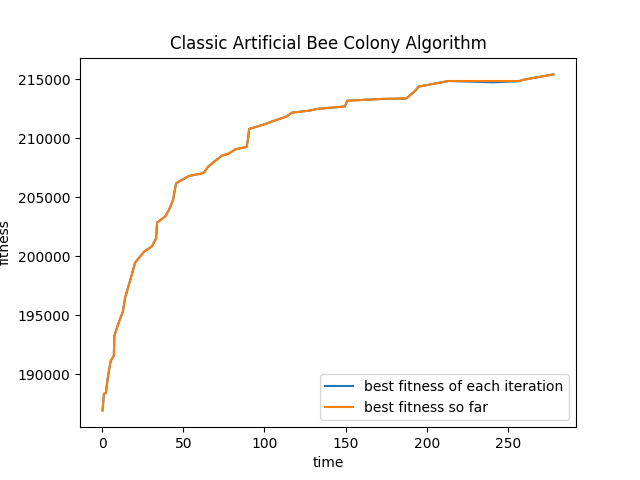 Classic Artificial Bee Colony Algorithm
215000
210000
205000
200000
195000
190000
fitness
0 50 100 150 200 250
time
best fitness of each iteration
best fitness so far